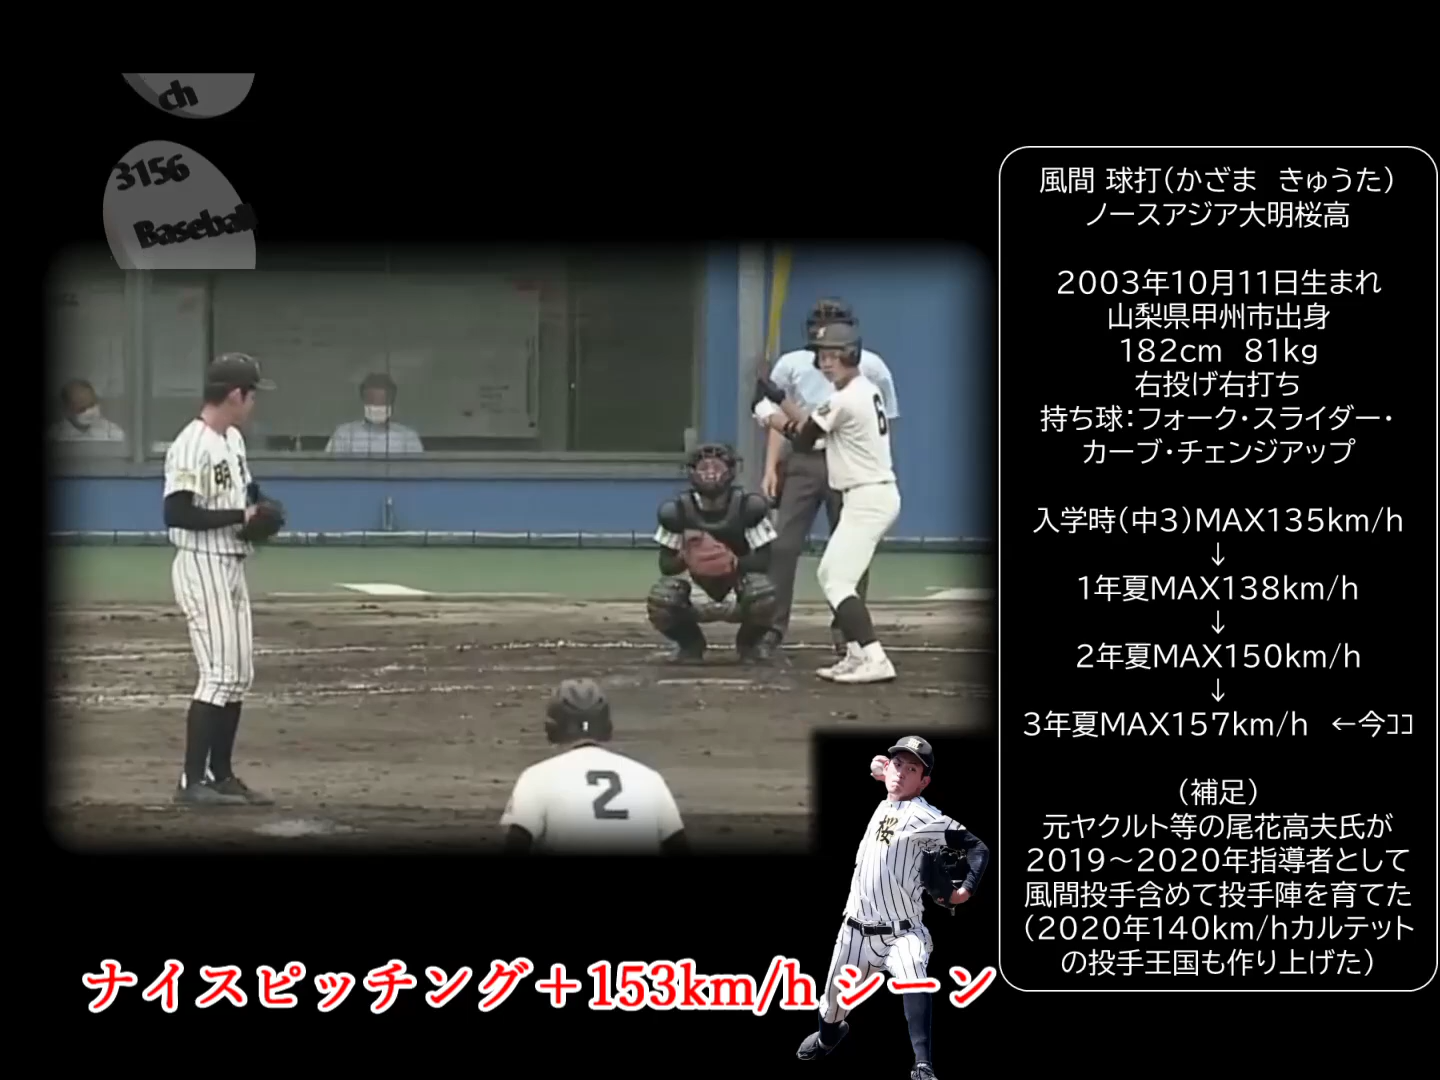 ch
3156
Baseball
風間 球打(かざま きゅうた)
ノースアジア大明桜高
2003年10月11日生まれ
山梨県甲州市出身
182cm 81kg
右投げ右打ち
持ち球:フォーク・スライダー・
カーブ・チェンジアップ
入学時(中3)MAX135km/h
↓
1年夏MAX138km/h
↓
2年夏MAX150km/h
↓
3年夏MAX157km/h ←今ココ
(補足)
元ヤクルト等の尾花高夫氏が
2019～2020年指導者として
風間投手含めて投手陣を育てた
(2020年140km/hカルテット
の投手王国も作り上げた)
明
6
2
桜
ナイスピッチング+153km/hシーン